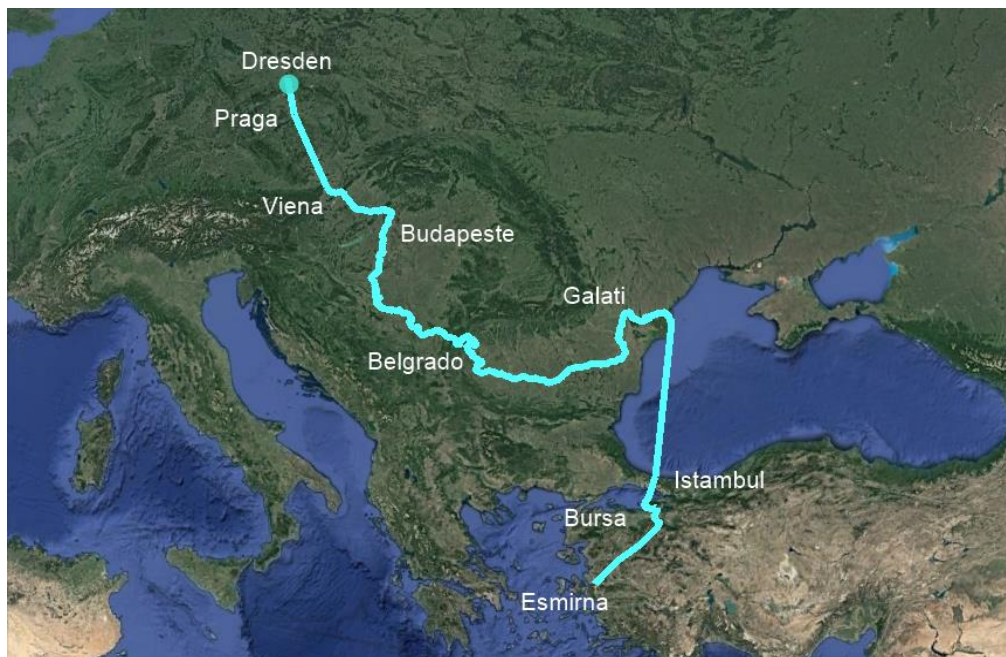 Dresden
Praga
Viena
Budapeste
Galati
Belgrado
Istambul
Bursa
Esmirna